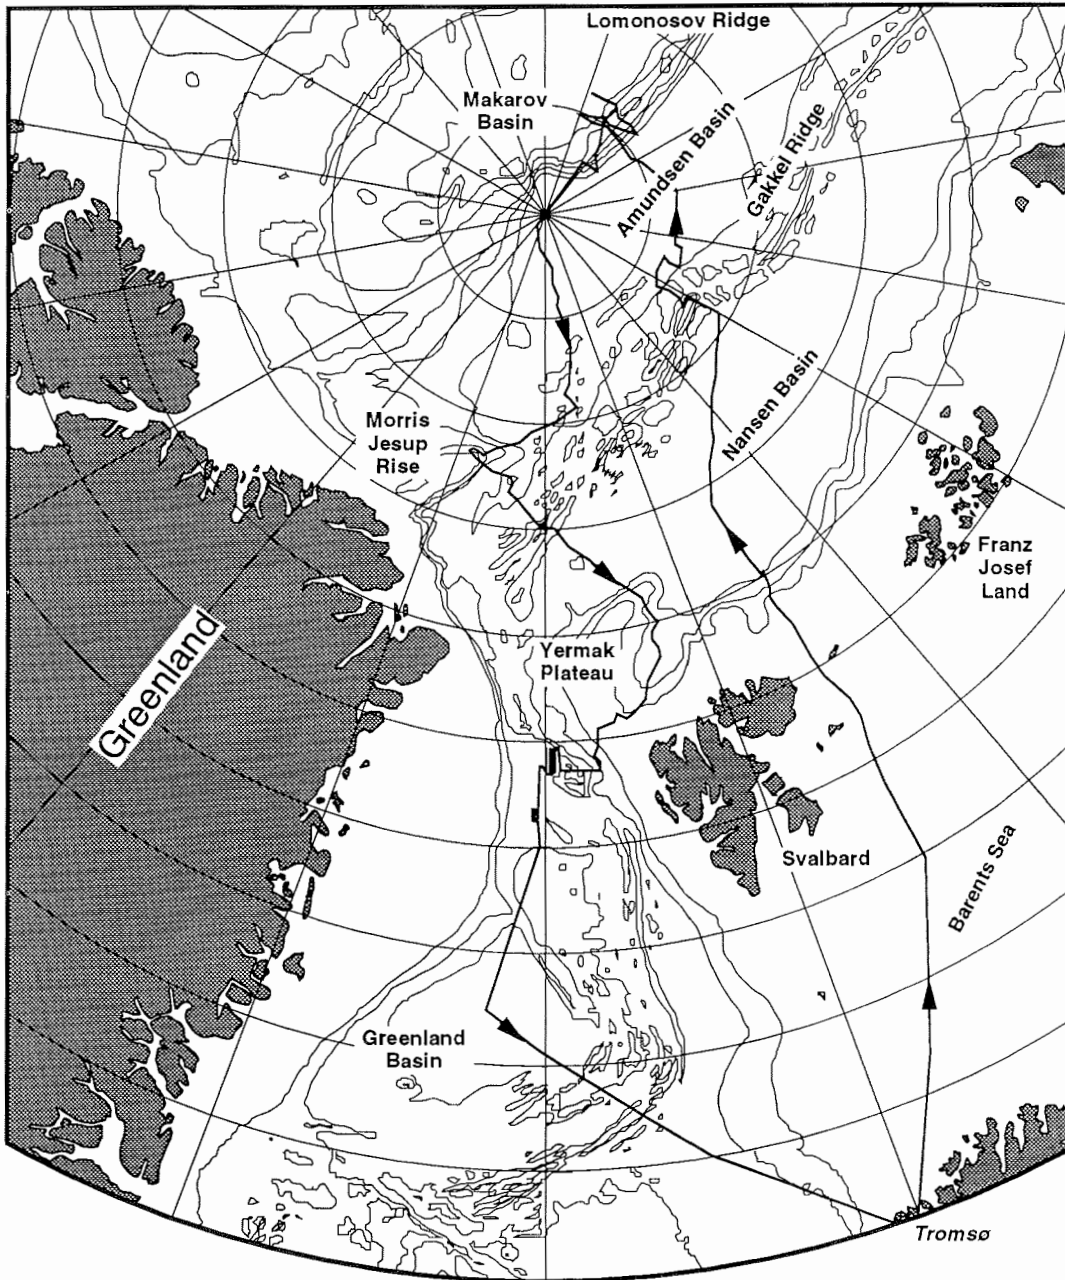 Lomonosov Ridge
Makarov
Basin
Amundsen Basin
Gakkel Ridge
Morris
Jesup
Rise
Nansen Basin
Franz
Josef
Land
Greenland
Yermak
Plateau
Svalbard
Barents Sea
Greenland
Basin
Tromsø